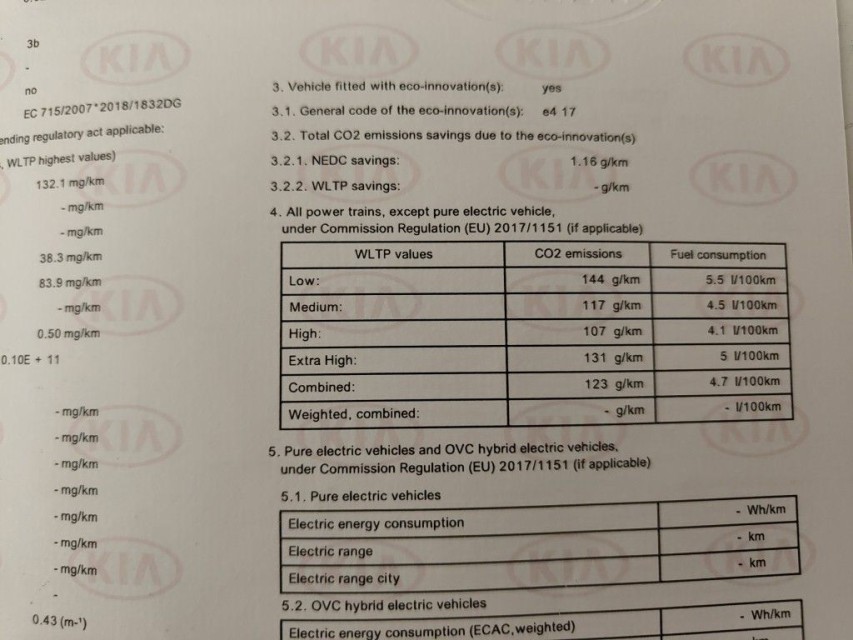 3b
-
no
EC 715/2007*2018/1832DG
ending regulatory act applicable:
, WLTP highest values)
132.1 mg/km
- mg/km
- mg/km
38.3 mg/km
83.9 mg/km
- mg/km
0.50 mg/km
0.10E + 11
- mg/km
- mg/km
- mg/km
- mg/km
- mg/km
- mg/km
- mg/km
-
0.43 (m-¹)
3. Vehicle fitted with eco-innovation(s): yes
3.1. General code of the eco-innovation(s): e4 17
3.2. Total CO2 emissions savings due to the eco-innovation(s)
3.2.1. NEDC savings: 1.16 g/km
3.2.2. WLTP savings: - g/km
4. All power trains, except pure electric vehicle,
under Commission Regulation (EU) 2017/1151 (if applicable)
WLTP values CO2 emissions Fuel consumption
Low: 144 g/km 5.5 l/100km
Medium: 117 g/km 4.5 l/100km
High: 107 g/km 4.1 l/100km
Extra High: 131 g/km 5 l/100km
Combined: 123 g/km 4.7 l/100km
Weighted, combined: - g/km - l/100km
5. Pure electric vehicles and OVC hybrid electric vehicles,
under Commission Regulation (EU) 2017/1151 (if applicable)
5.1. Pure electric vehicles
Electric energy consumption - Wh/km
Electric range - km
Electric range city - km
5.2. OVC hybrid electric vehicles
Electric energy consumption (ECAC,weighted) - Wh/km
KIA